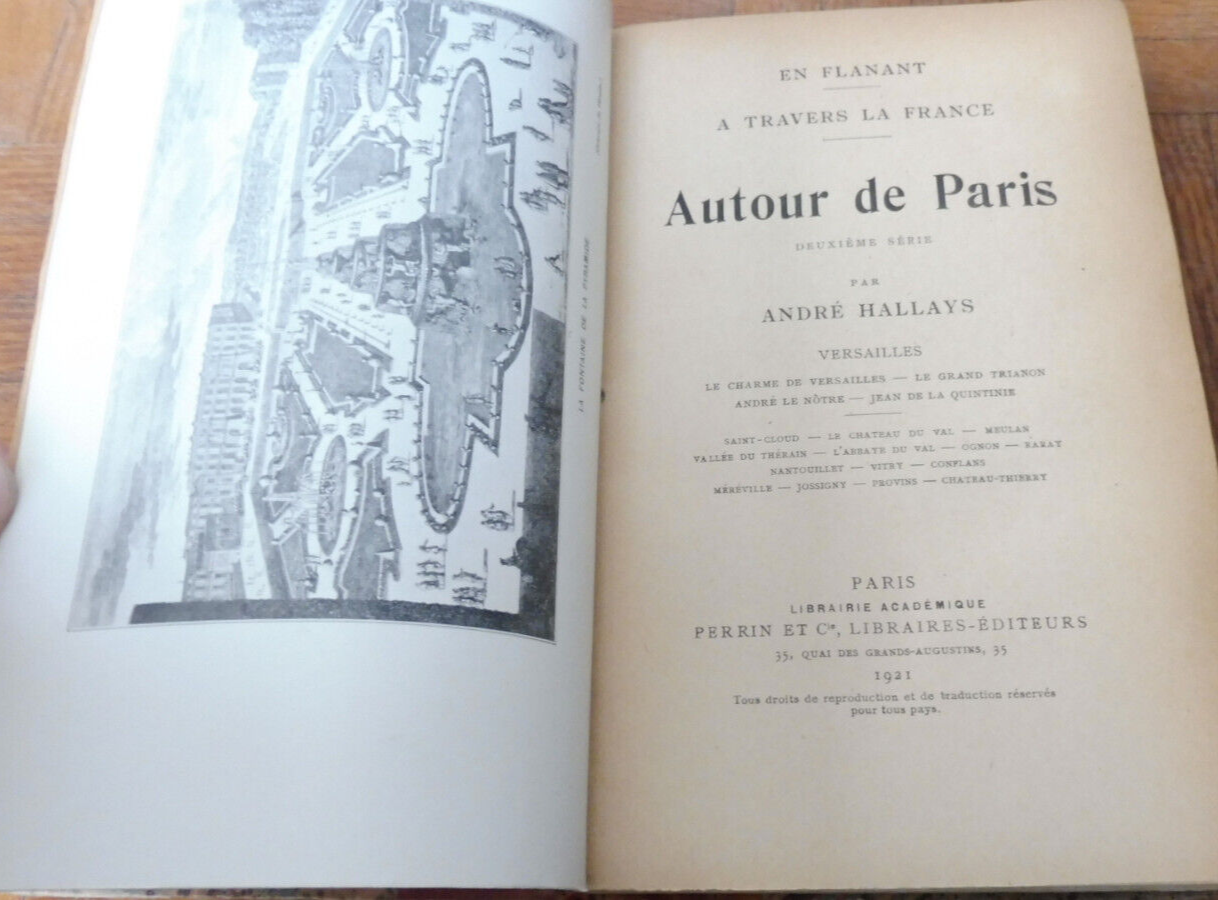 LA FONTAINE DE LA PYRAMIDE
EN FLANANT
A TRAVERS LA FRANCE
Autour de Paris
DEUXIÈME SÉRIE
PAR
ANDRÉ HALLAYS
VERSAILLES
LE CHARME DE VERSAILLES — LE GRAND TRIANON
ANDRÉ LE NÔTRE — JEAN DE LA QUINTINIE
SAINT-CLOUD — LE CHATEAU DU VAL — MEULAN
VALLÉE DU THÉRAIN — L'ABBAYE DU VAL — OGNON — RARAY
NANTOUILLET — VITRY — CONFLANS
MÉRÉVILLE — JOSSIGNY — PROVINS — CHATEAU-THIERRY
PARIS
LIBRAIRIE ACADÉMIQUE
PERRIN ET Cie, LIBRAIRES-ÉDITEURS
35, QUAI DES GRANDS-AUGUSTINS, 35
1921
Tous droits de reproduction et de traduction réservés
pour tous pays.